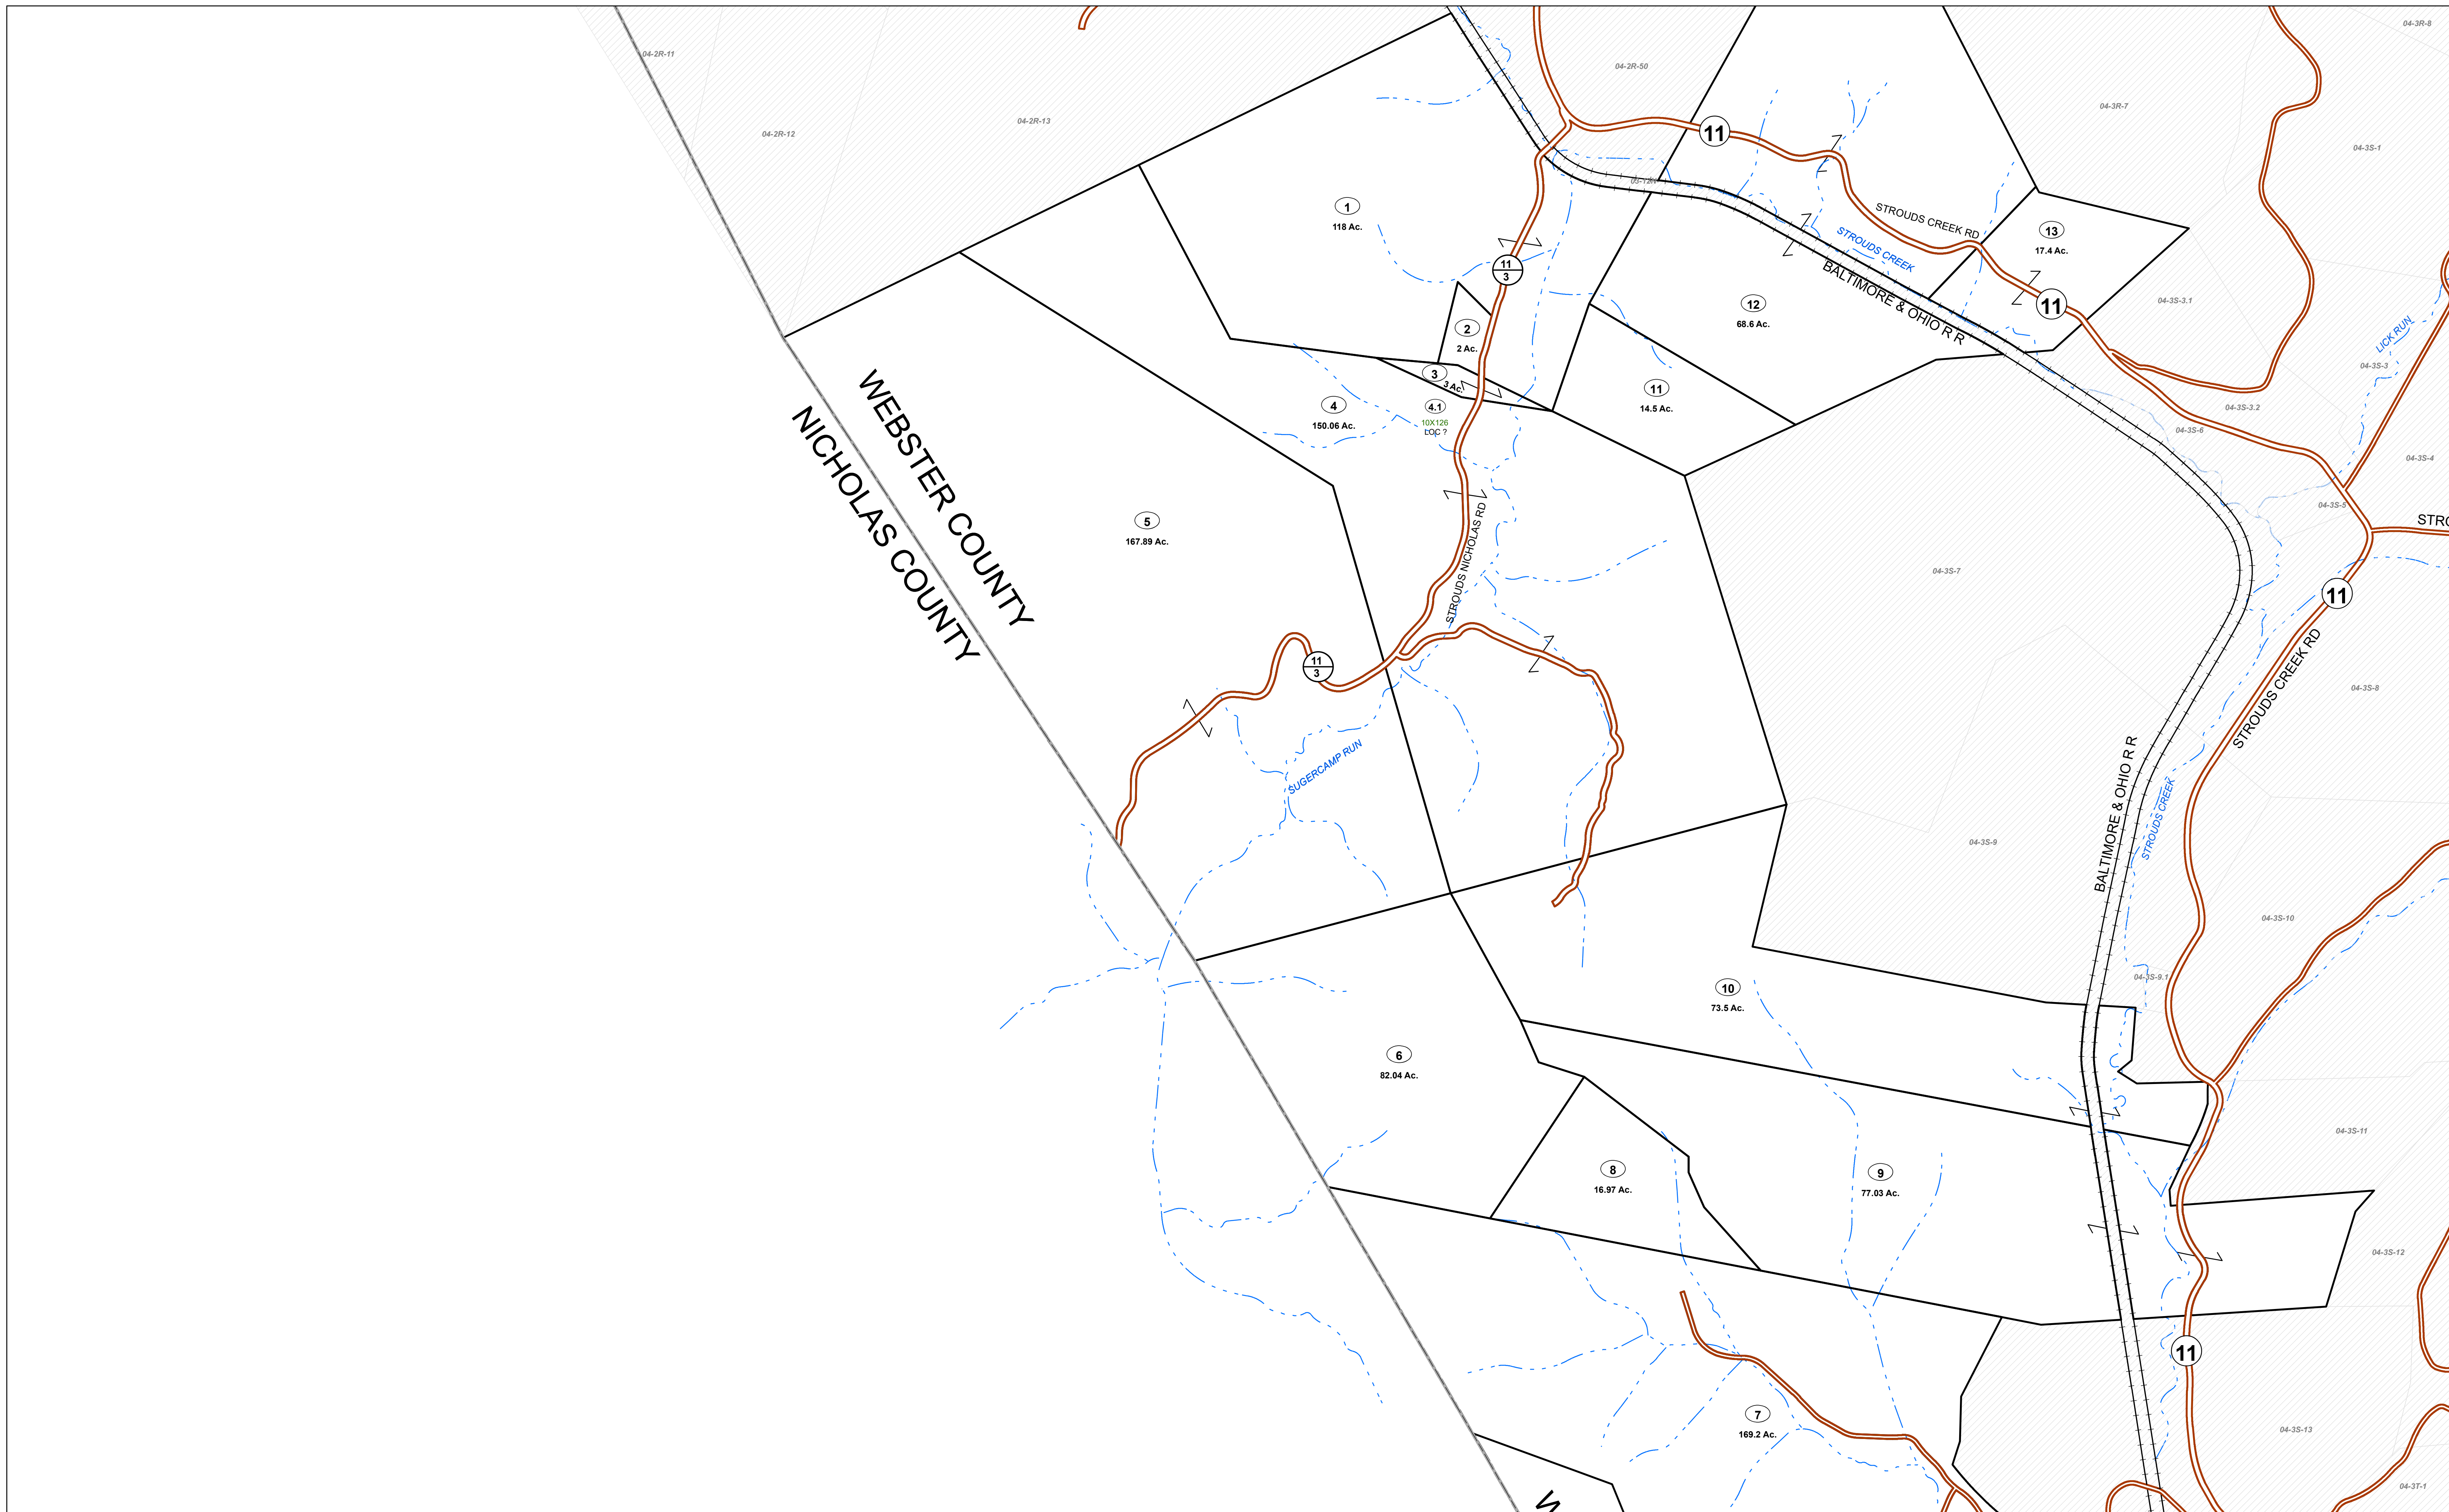 04-3R-8
04-2R-11
04-2R-50
04-3R-7
04-2R-13
04-2R-12
11
04-3S-1
1
118 Ac.
STROUDS CREEK RD
STROUDS CREEK
13
17.4 Ac.
BALTIMORE & OHIO R R
11
3
11
12
68.6 Ac.
04-3S-3.1
2
2 Ac.
LICK RUN
04-3S-3
3
3 Ac.
11
14.5 Ac.
4
150.06 Ac.
4.1
10X126
LOC ?
04-3S-3.2
04-3S-6
04-3S-4
WEBSTER COUNTY
NICHOLAS COUNTY
5
167.89 Ac.
STROUDS NICHOLAS RD
04-3S-5
STRO
04-3S-7
11
11
3
STROUDS CREEK RD
04-3S-8
SUGERCAMP RUN
BALTIMORE & OHIO R R
STROUDS CREEK
04-3S-9
04-3S-10
04-3S-9.1
10
73.5 Ac.
6
82.04 Ac.
04-3S-11
8
16.97 Ac.
9
77.03 Ac.
04-3S-12
11
7
169.2 Ac.
04-3S-13
04-3T-1
W